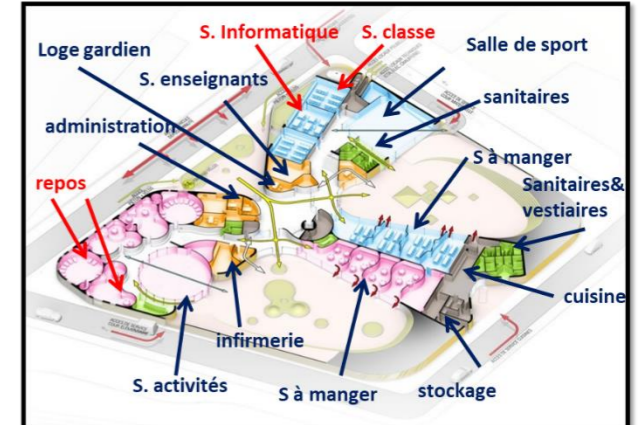 S. Informatique
S. classe
Loge gardien
Salle de sport
S. enseignants
sanitaires
administration
S à manger
repos
Sanitaires&
vestiaires
cuisine
infirmerie
S. activités
S à manger
stockage